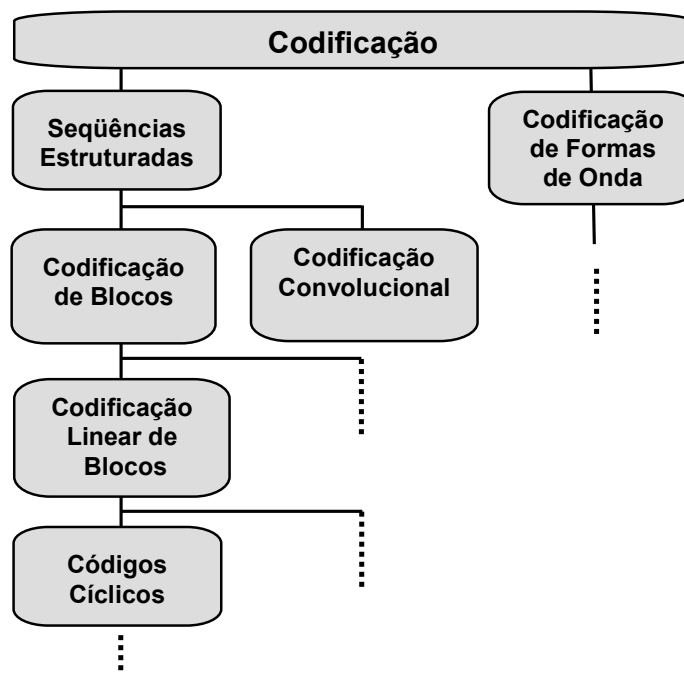 Codificação
Seqüências
Estruturadas
Codificação
de Formas
de Onda
Codificação
de Blocos
Codificação
Convolucional
Codificação
Linear de
Blocos
Códigos
Cíclicos